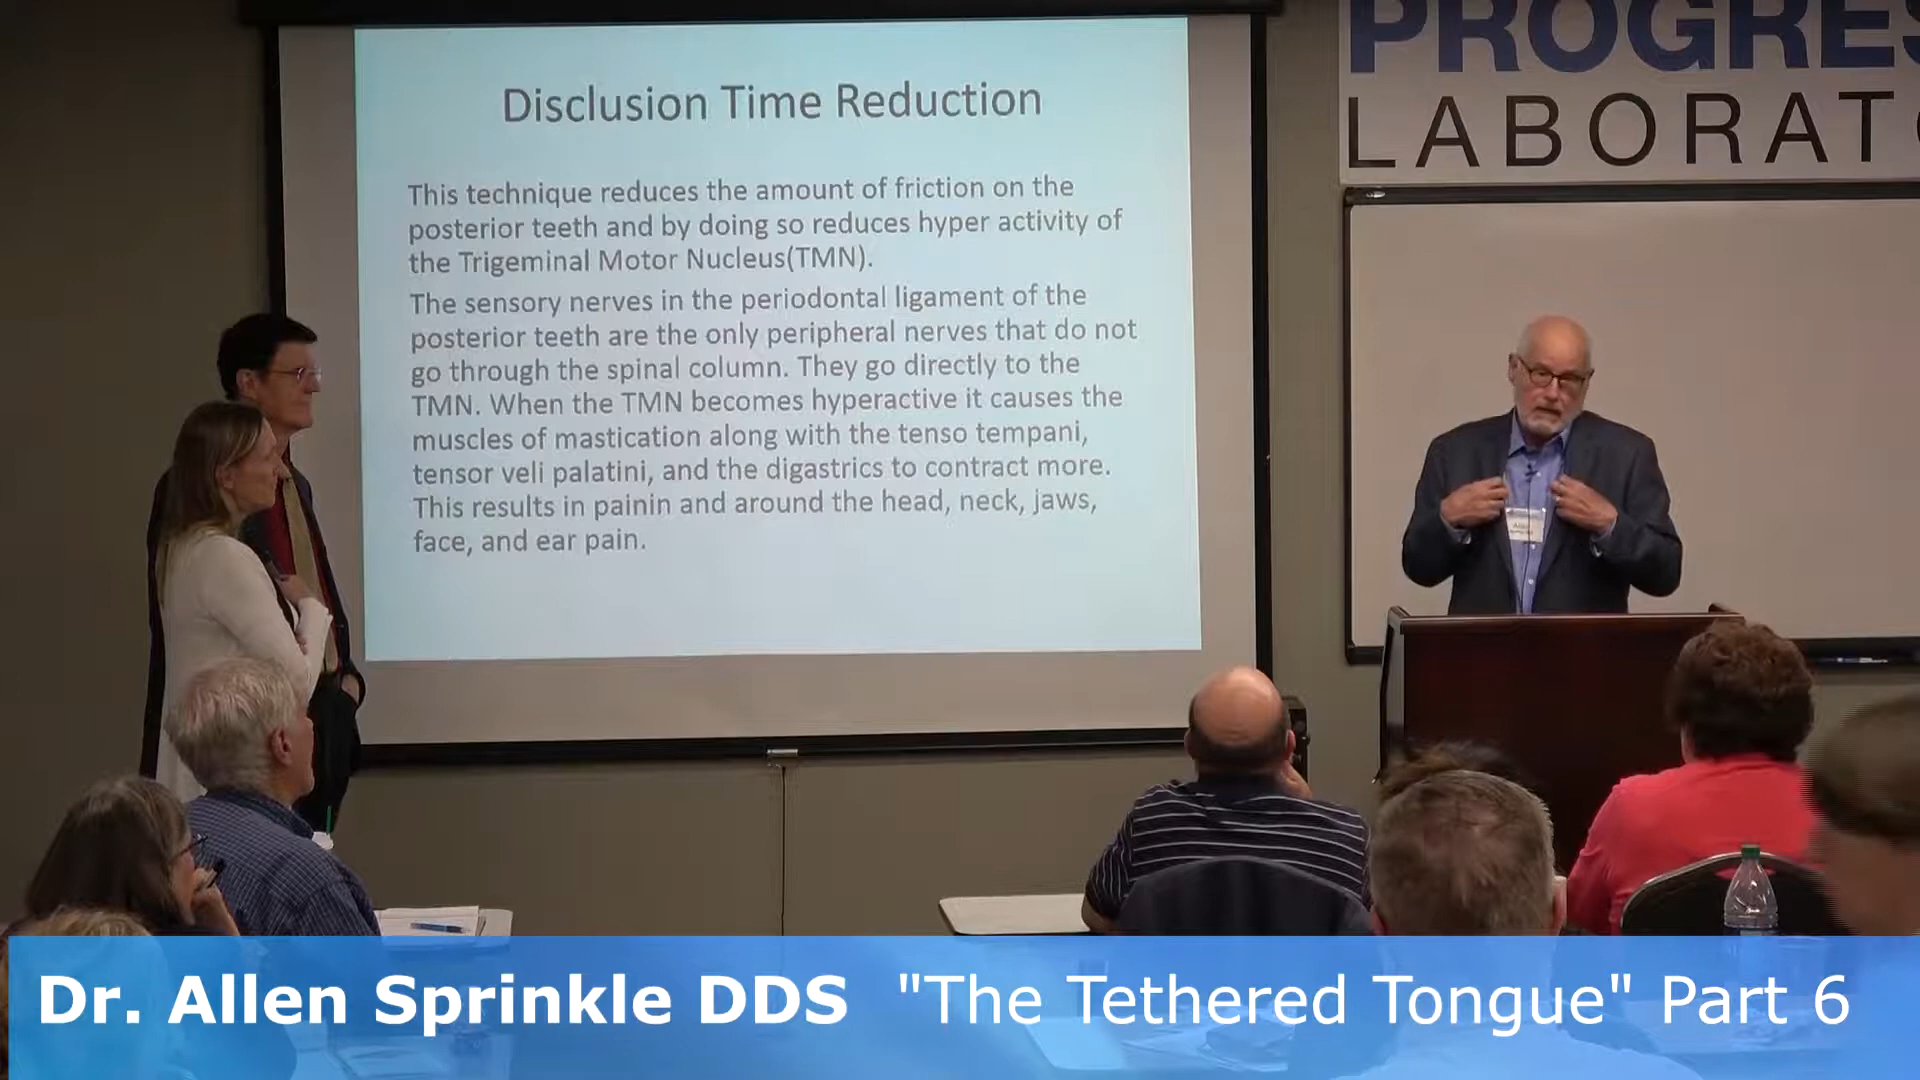 PROGRES
LABORATO
Disclusion Time Reduction
This technique reduces the amount of friction on the
posterior teeth and by doing so reduces hyper activity of
the Trigeminal Motor Nucleus(TMN).
The sensory nerves in the periodontal ligament of the
posterior teeth are the only peripheral nerves that do not
go through the spinal column. They go directly to the
TMN. When the TMN becomes hyperactive it causes the
muscles of mastication along with the tenso tempani,
tensor veli palatini, and the digastrics to contract more.
This results in painin and around the head, neck, jaws,
face, and ear pain.
Dr. Allen Sprinkle DDS "The Tethered Tongue" Part 6